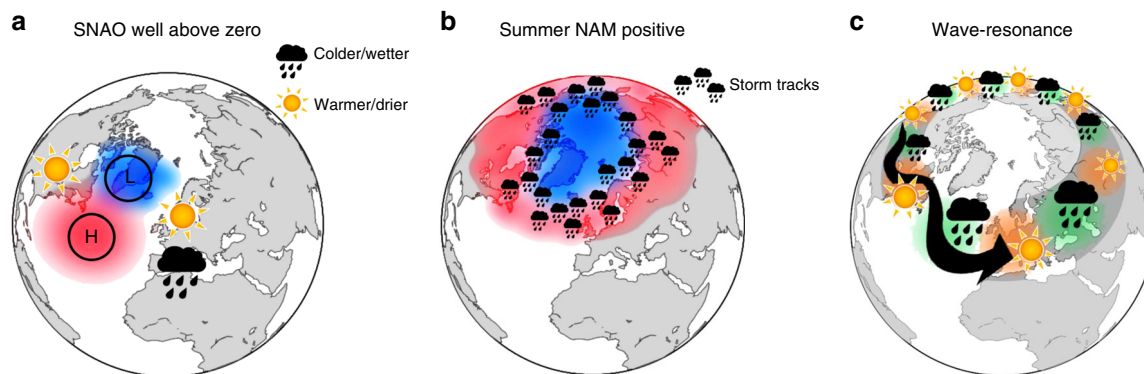 a
SNAO well above zero
Colder/wetter
Warmer/drier
L
H
b
Summer NAM positive
Storm tracks
c
Wave-resonance